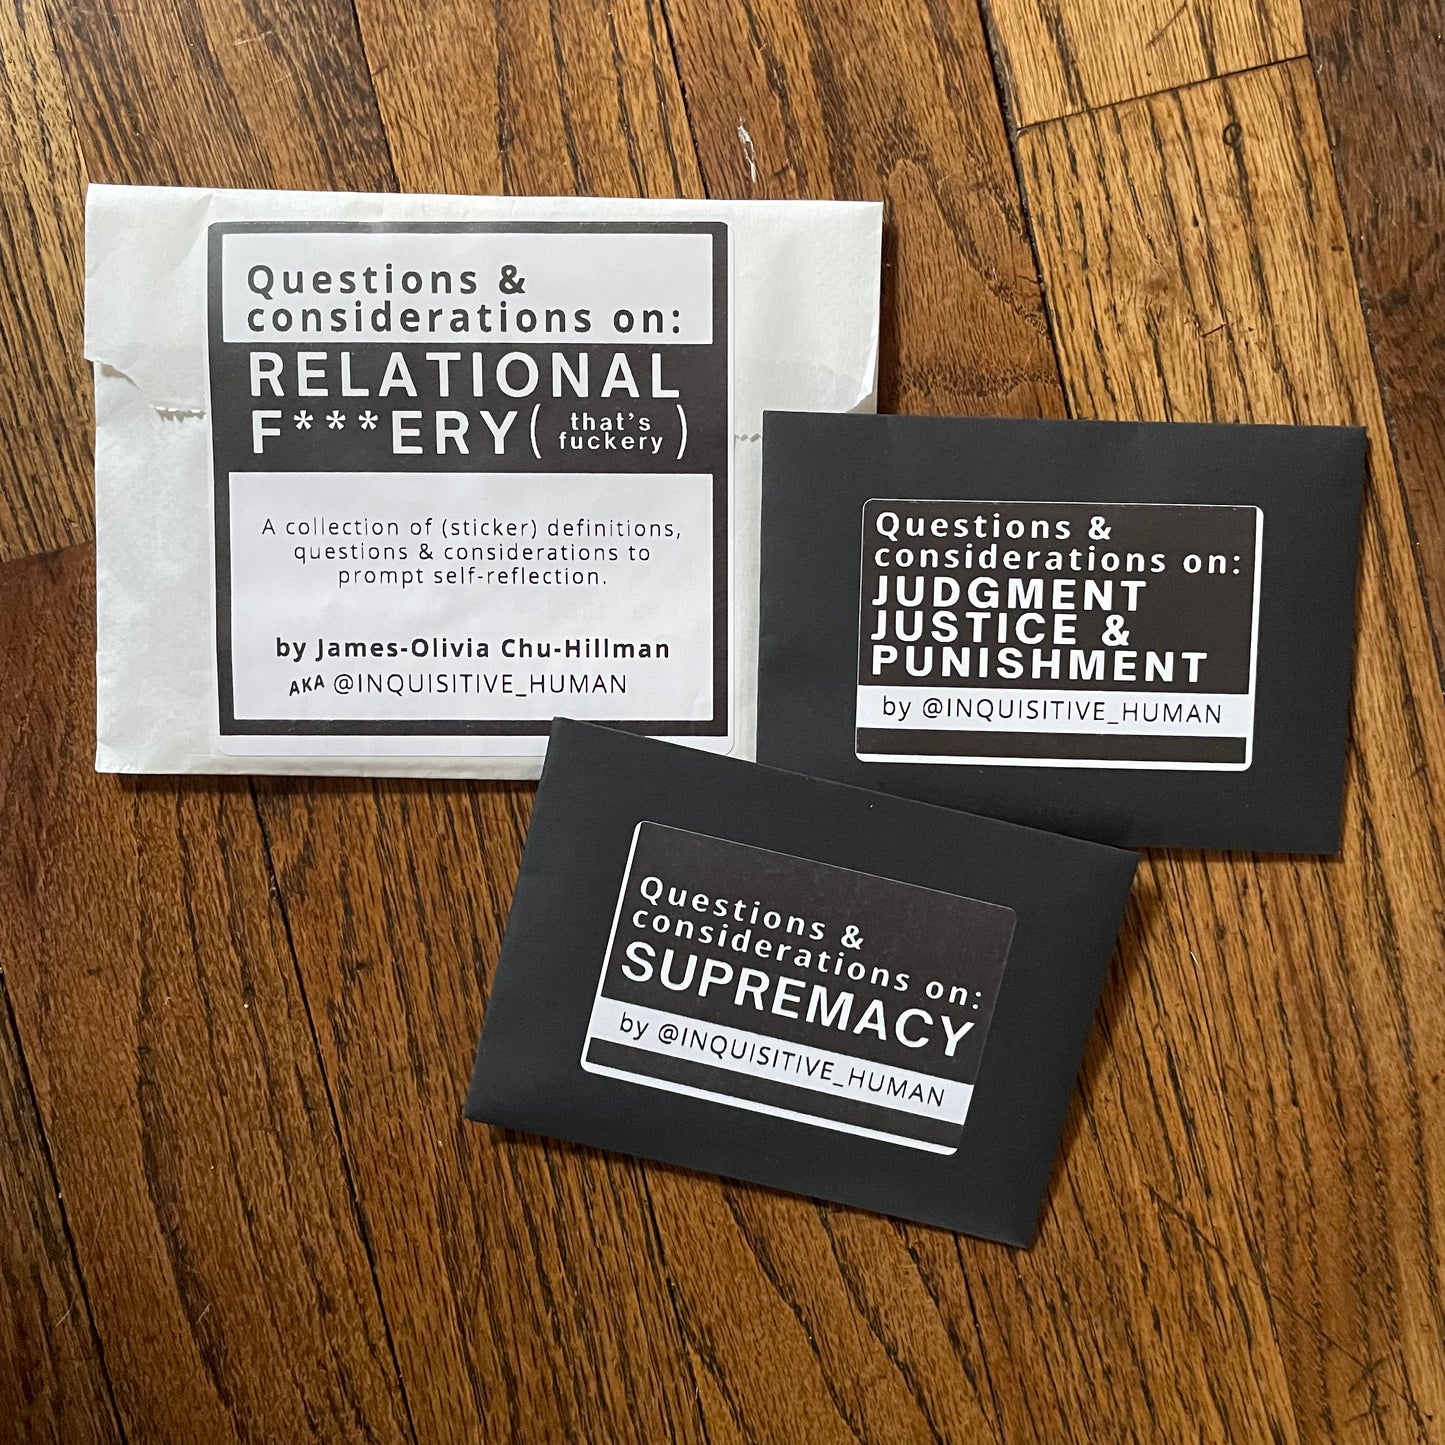 Questions &
considerations on:
RELATIONAL
F***ERY ( that's
fuckery )
A collection of (sticker) definitions,
questions & considerations to
prompt self-reflection.
by James-Olivia Chu-Hillman
AKA @INQUISITIVE_HUMAN
Questions &
considerations on:
JUDGMENT
JUSTICE &
PUNISHMENT
by @INQUISITIVE_HUMAN
Questions &
considerations on:
SUPREMACY
by @INQUISITIVE_HUMAN